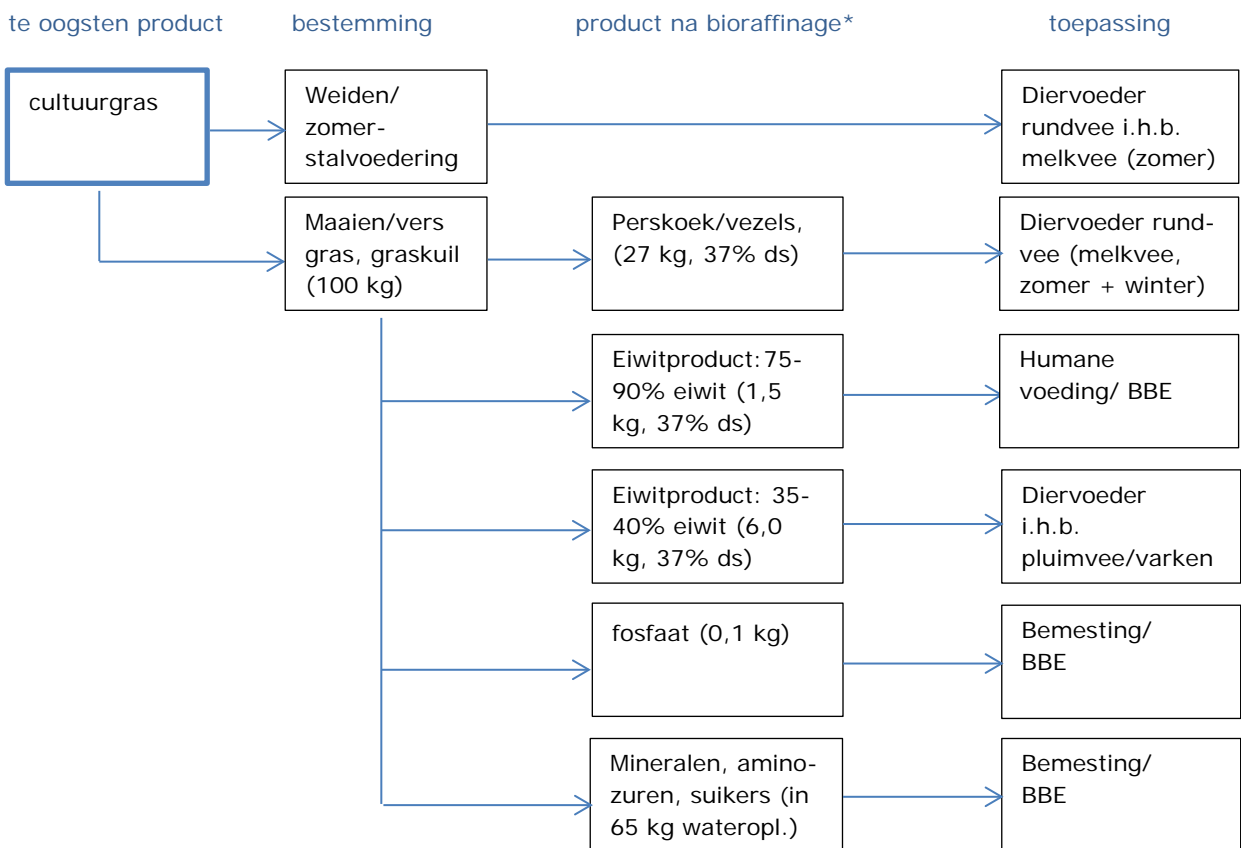 te oogsten product
bestemming
product na bioraffinage*
toepassing
cultuurgras
Weiden/
zomer-
stalvoedering
Diervoeder
rundvee i.h.b.
melkvee (zomer)
Maaien/vers
gras, graskuil
(100 kg)
Perskoek/vezels,
(27 kg, 37% ds)
Diervoeder rund-
vee (melkvee,
zomer + winter)
Eiwitproduct: 75-
90% eiwit (1,5
kg, 37% ds)
Humane
voeding/ BBE
Eiwitproduct: 35-
40% eiwit (6,0
kg, 37% ds)
Diervoeder
i.h.b.
pluimvee/varken
fosfaat (0,1 kg)
Bemesting/
BBE
Mineralen, amino-
zuren, suikers (in
65 kg wateropl.)
Bemesting/
BBE